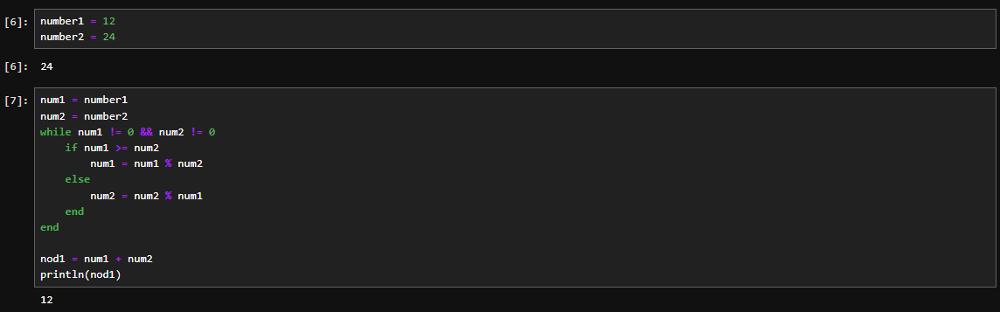 [6]: number1 = 12
number2 = 24
[6]: 24
[7]: num1 = number1
num2 = number2
while num1 != 0 && num2 != 0
    if num1 >= num2
        num1 = num1 % num2
    else
        num2 = num2 % num1
    end
end
nod1 = num1 + num2
println(nod1)
12